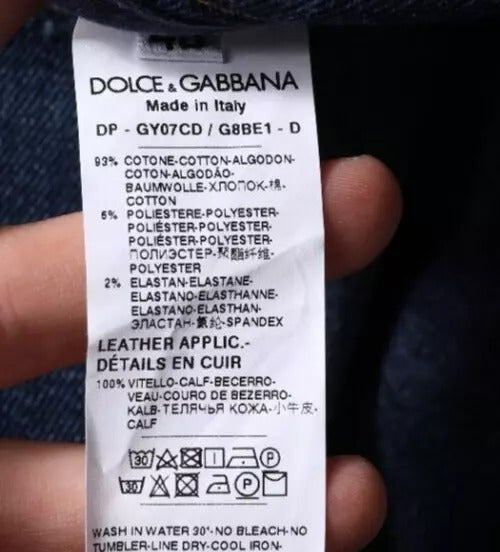 DOLCE & GABBANA
Made in Italy
DP - GY07CD / G8BE1 - D
93% COTONE-COTTON-ALGODON-
COTON-ALGODÃO-
BAUMWOLLE-ХЛОПОК-棉-
COTTON
5% POLIESTERE-POLYESTER-
POLIÉSTER-POLYESTER-
POLIÉSTER-POLYESTER-
ПОЛИЭСТЕР-聚酯纤维-
POLYESTER
2% ELASTAN-ELASTANE-
ELASTANO-ELASTHANNE-
ELASTANO-ELASTHAN-
ЭЛАСТАН-氨纶-SPANDEX
LEATHER APPLIC.-
DÉTAILS EN CUIR
100% VITELLO-CALF-BECERRO-
VEAU-COURO DE BEZERRO-
KALB-ТЕЛЯЧЬЯ КОЖА-小牛皮-
CALF
30 P
30 P
WASH IN WATER 30°-NO BLEACH-NO
TUMBLER-LINE DRY-COOL IRON-